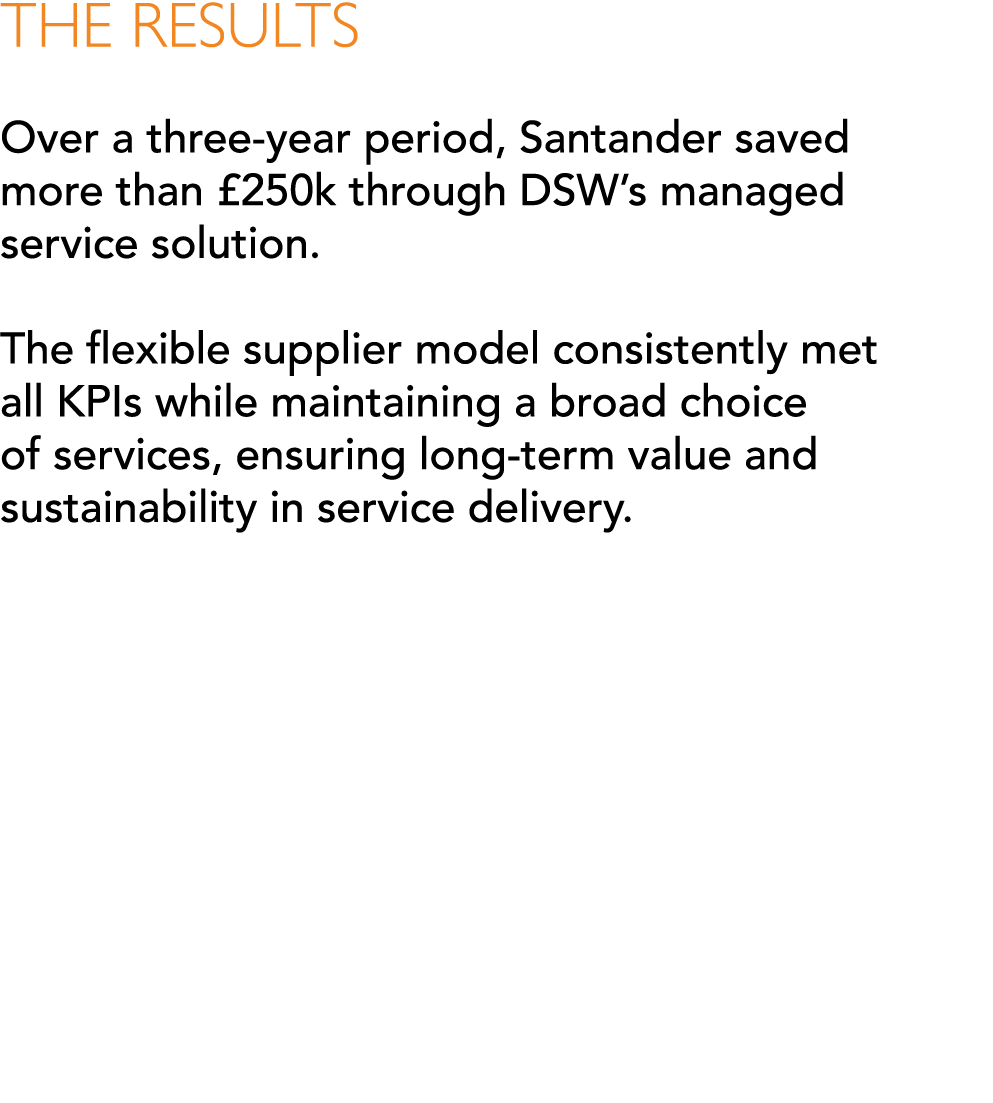 THE RESULTS
Over a three-year period, Santander saved
more than £250k through DSW’s managed
service solution.
The flexible supplier model consistently met
all KPIs while maintaining a broad choice
of services, ensuring long-term value and
sustainability in service delivery.